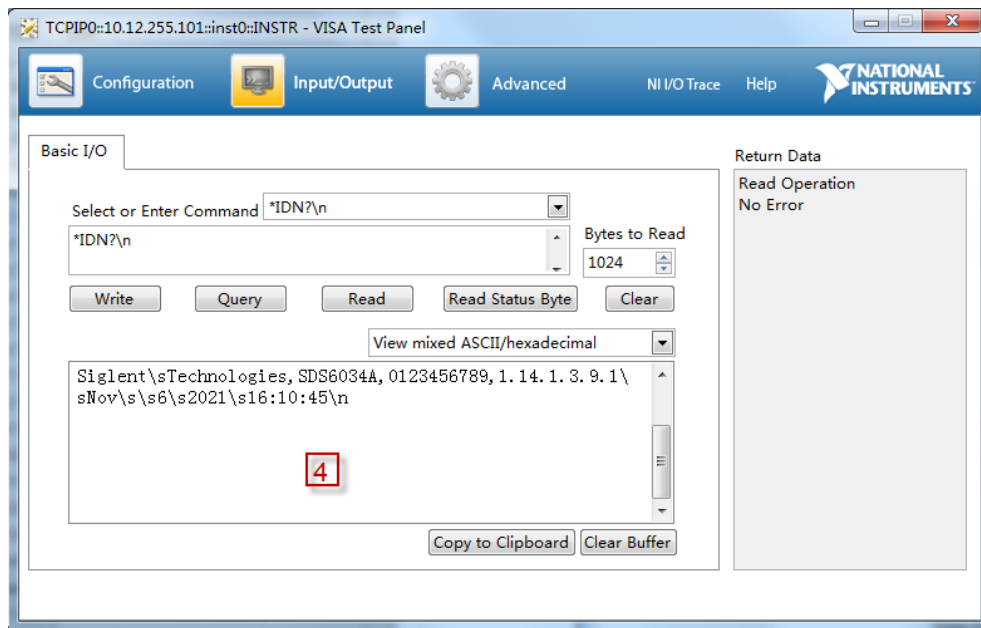 TCPIP0::10.12.255.101::inst0::INSTR - VISA Test Panel
Configuration Input/Output Advanced NI I/O Trace Help NATIONAL INSTRUMENTS
Basic I/O
Select or Enter Command *IDN?\n
*IDN?\n
Bytes to Read
1024
Write Query Read Read Status Byte Clear
View mixed ASCII/hexadecimal
Siglent\sTechnologies,SDS6034A,0123456789,1.14.1.3.9.1\
sNov\s\s6\s2021\s16:10:45\n
4
Copy to Clipboard Clear Buffer
Return Data
Read Operation
No Error